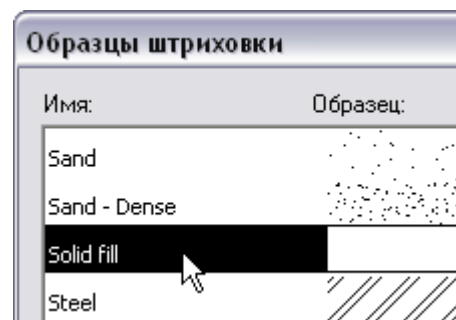 Образцы штриховки
Имя: Образец:
Sand
Sand - Dense
Solid fill
Steel